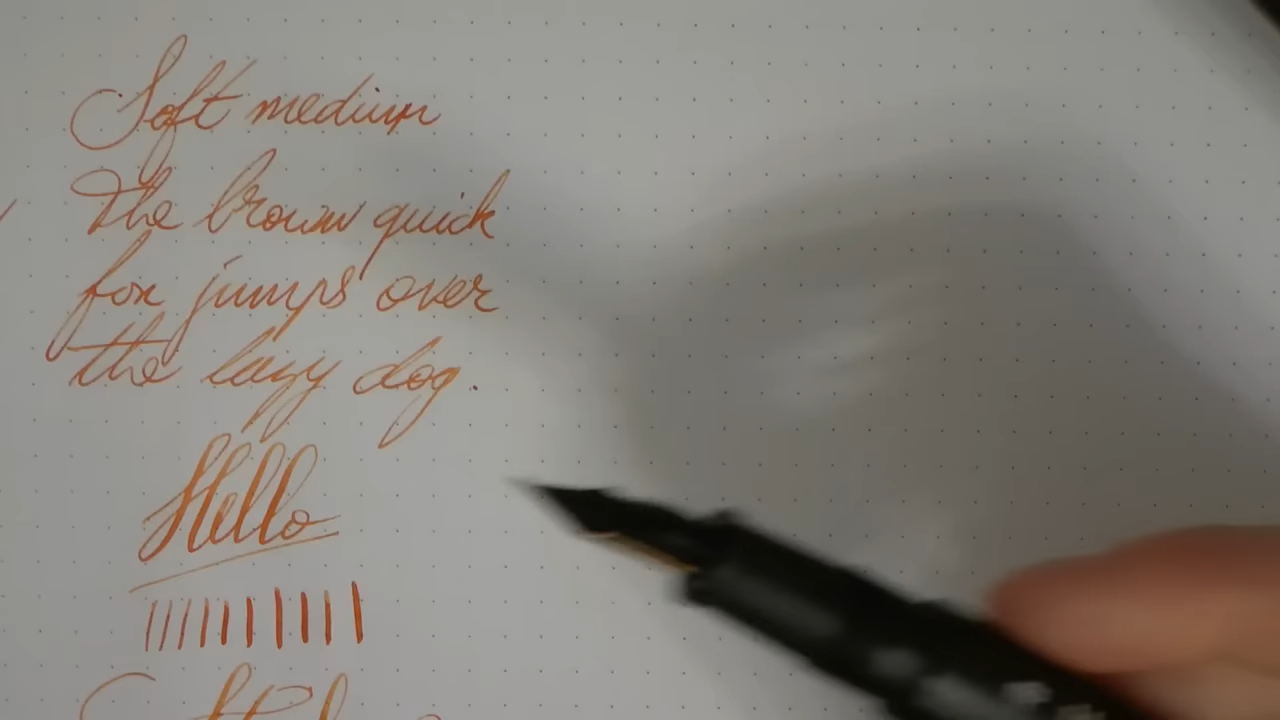 Soft medium
The brown quick
fox jumps over
the lazy dog.
Hello